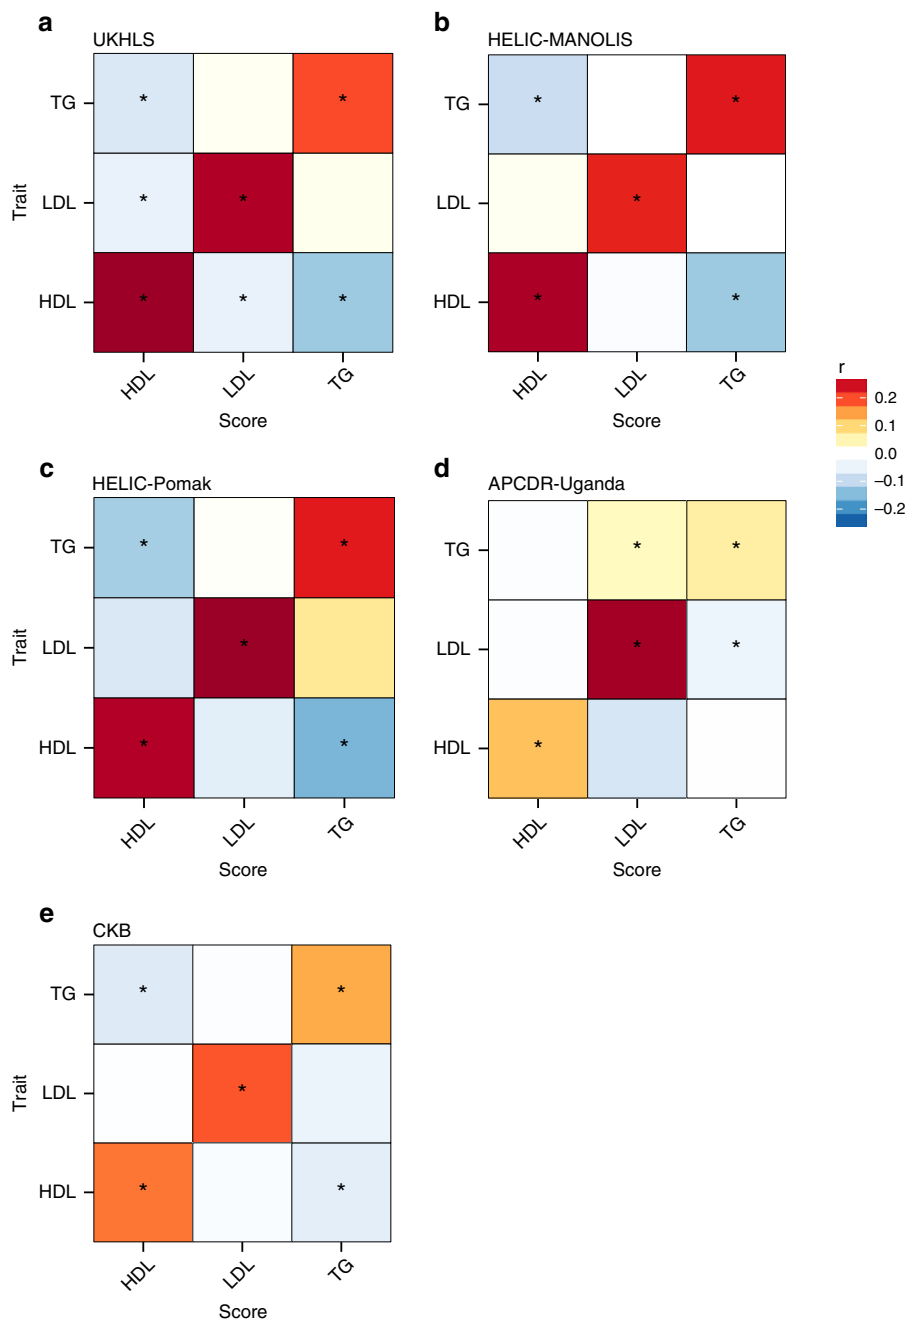 a
UKHLS
TG
*
*
LDL
*
*
HDL
*
*
*
Trait
HDL
LDL
TG
Score
b
HELIC-MANOLIS
TG
*
*
LDL
*
HDL
*
*
HDL
LDL
TG
Score
r
0.2
0.1
0.0
−0.1
−0.2
c
HELIC-Pomak
TG
*
*
LDL
*
HDL
*
*
Trait
HDL
LDL
TG
Score
d
APCDR-Uganda
TG
*
*
LDL
*
*
HDL
*
HDL
LDL
TG
Score
e
CKB
TG
*
*
LDL
*
HDL
*
*
Trait
HDL
LDL
TG
Score